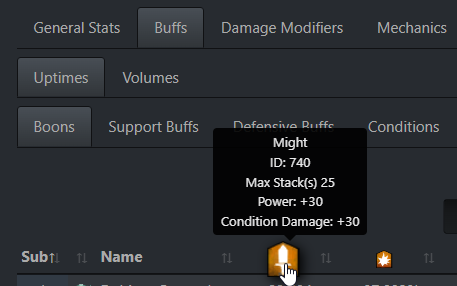 General Stats Buffs Damage Modifiers Mechanics
Uptimes Volumes
Boons Support Buffs Defensive Buffs Conditions
Might
ID: 740
Max Stack(s) 25
Power: +30
Condition Damage: +30
Sub Name